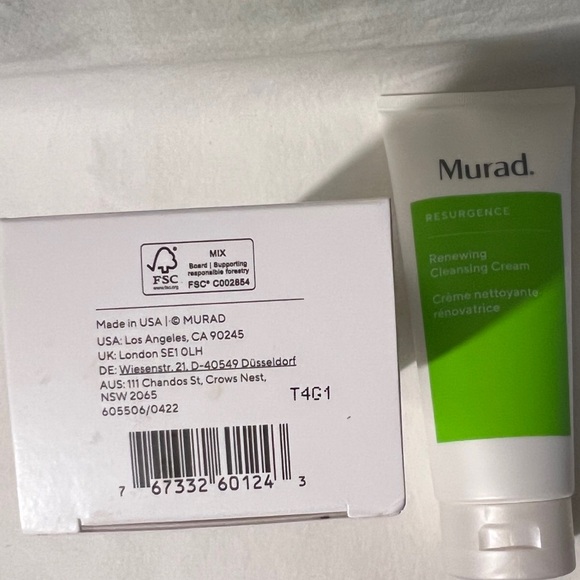 MIX
Board | Supporting
responsible forestry
FSC® C002854
FSC
www.fsc.org
Made in USA | © MURAD
USA: Los Angeles, CA 90245
UK: London SE1 0LH
DE: Wiesenstr. 21, D-40549 Düsseldorf
AUS: 111 Chandos St, Crows Nest,
NSW 2065
605506/0422
T4G1
7 67332 60124 3
Murad.
RESURGENCE
Renewing
Cleansing Cream
Crème nettoyante
rénovatrice